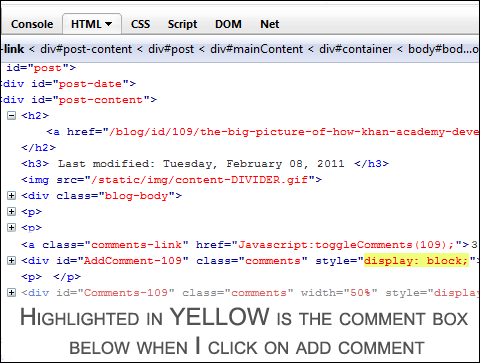 Console HTML CSS Script DOM Net
-link < div#post-content < div#post < div#mainContent < div#container < body#bod...o
id="post">
<div id="post-date">
<div id="post-content">
<h2>
<a href="/blog/id/109/the-big-picture-of-how-khan-academy-deve
</h2>
<h3> Last modified: Tuesday, February 08, 2011 </h3>
<img src="/static/img/content-DIVIDER.gif">
<div class="blog-body">
<p>
<p>
<a class="comments-link" href="Javascript:toggleComments(109);">3
<div id="AddComment-109" class="comments" style="display: block;">
<p> </p>
<div id="Comments-109" class="comments" width="50%" style="display
HIGHLIGHTED IN YELLOW IS THE COMMENT BOX
BELOW WHEN I CLICK ON ADD COMMENT